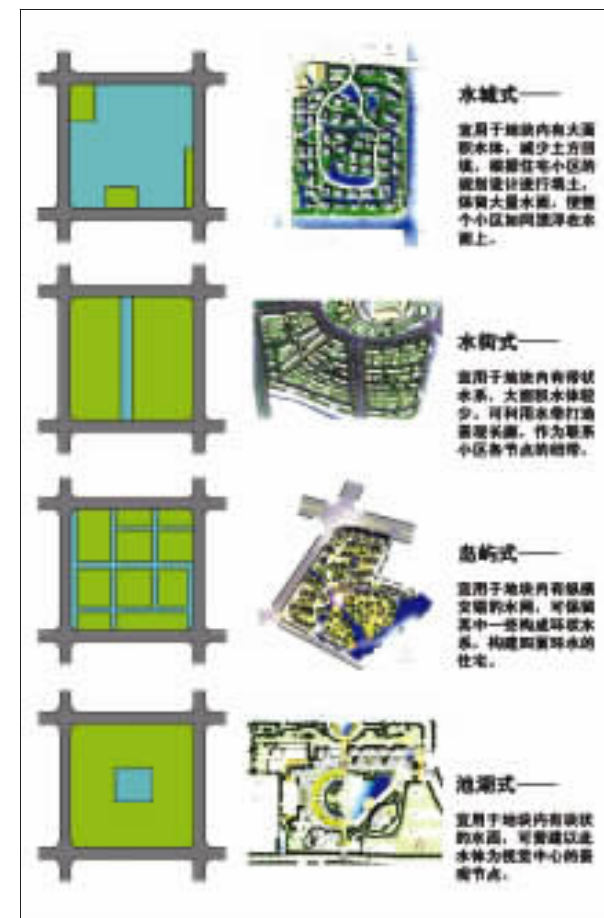 水城式——
宜用于地块内有大面
积水体，减少土方回
填，根据住宅小区的
规划设计进行填土，
保留大量水面，使整
个小区如同漂浮在水
面上。
水街式——
宜用于地块内有带状
水系，大面积水体较
少，可利用水带打造
景观长廊，作为联系
小区各节点的纽带。
岛屿式——
宜用于地块内有纵横
交错的水网，可保留
其中一些构成环状水
系，构建四面环水的
住宅。
池湖式——
宜用于地块内有块状
的水面，可营建以此
水体为视觉中心的景
观节点。